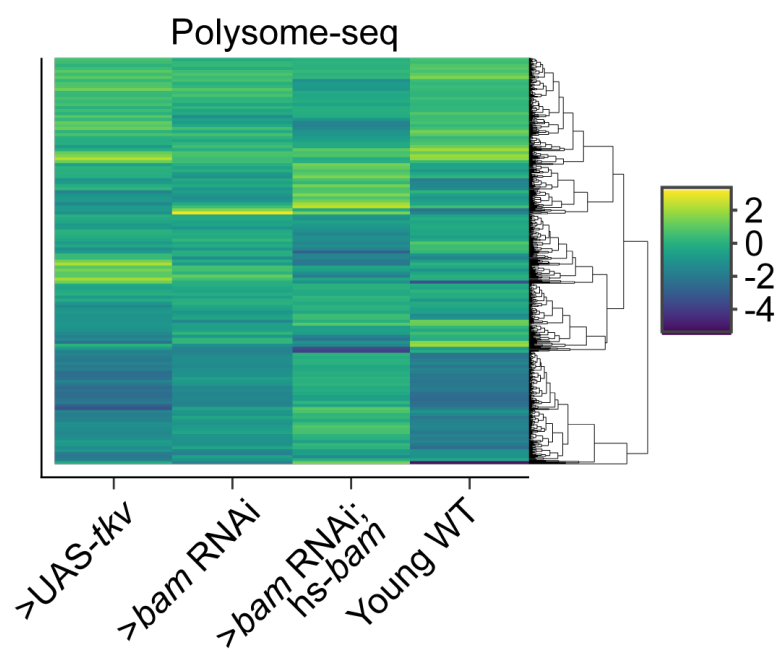 Polysome-seq
2
0
-2
-4
>UAS-tkv
>bam RNAi
>bam RNAi;
hs-bam
Young WT